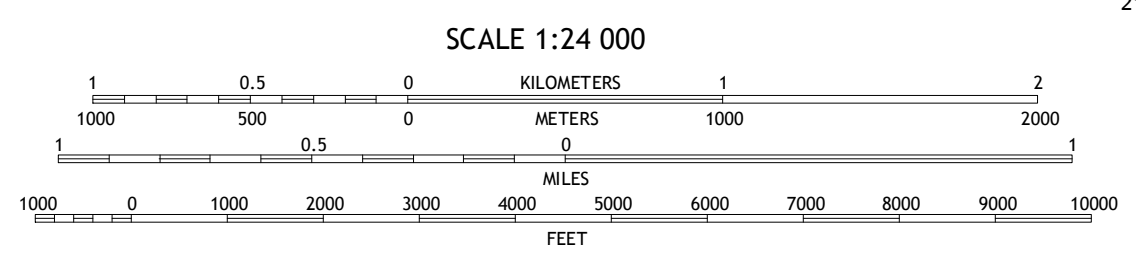 SCALE 1:24 000
1 0.5 0 KILOMETERS 1 2
1000 500 0 METERS 1000 2000
1 0.5 0 1
MILES
1000 0 1000 2000 3000 4000 5000 6000 7000 8000 9000 10000
FEET